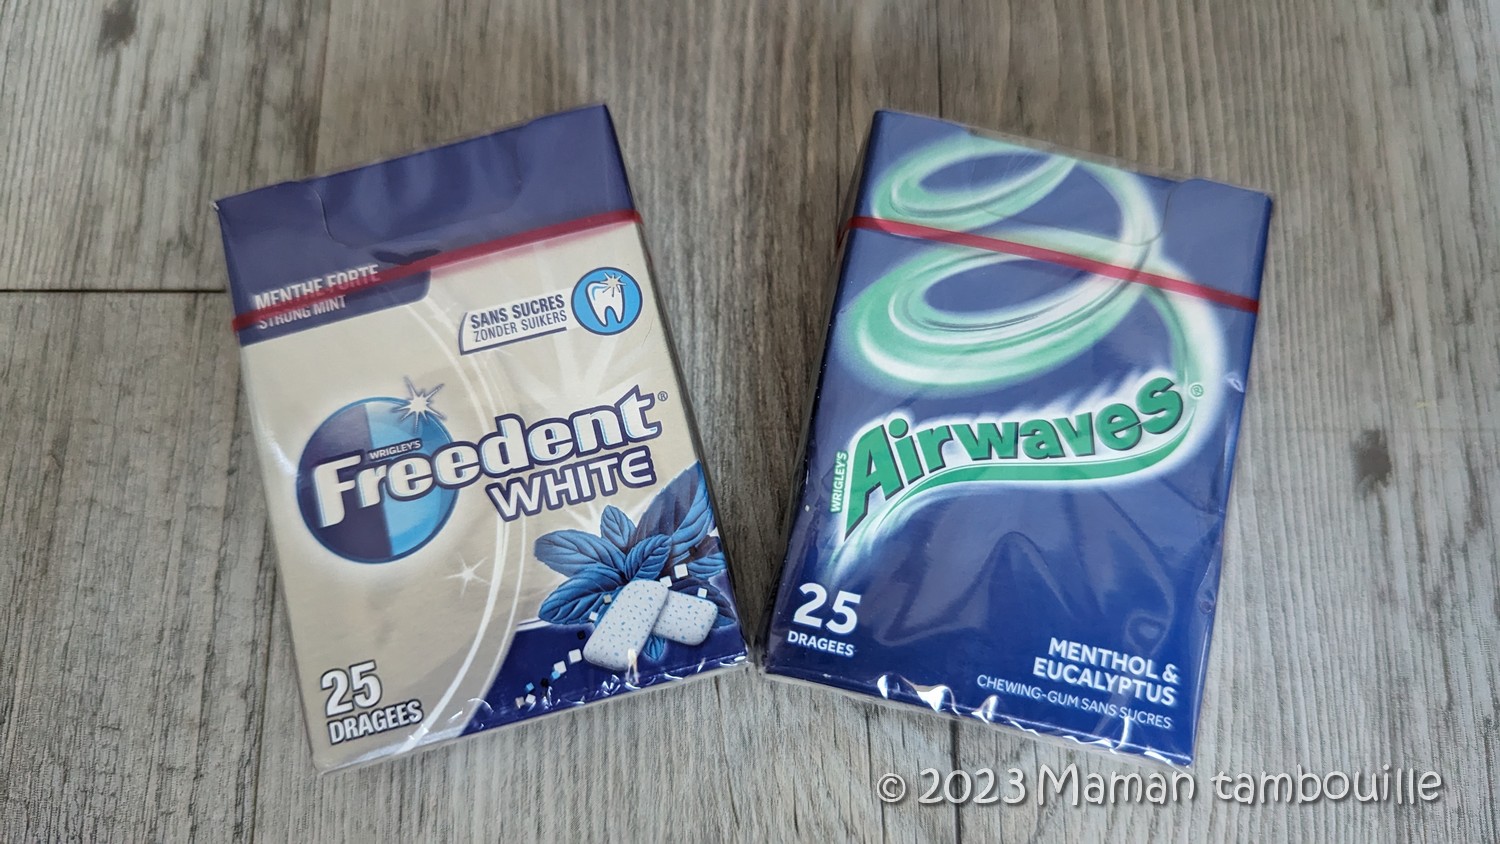 MENTHE FORTE
STRONG MINT
SANS SUCRES
ZONDER SUIKERS
WRIGLEY'S
Freedent®
WHITE
25
DRAGEES
WRIGLEY'S
Airwaves®
25
DRAGEES
MENTHOL &
EUCALYPTUS
CHEWING-GUM SANS SUCRES
© 2023 Maman tambouille